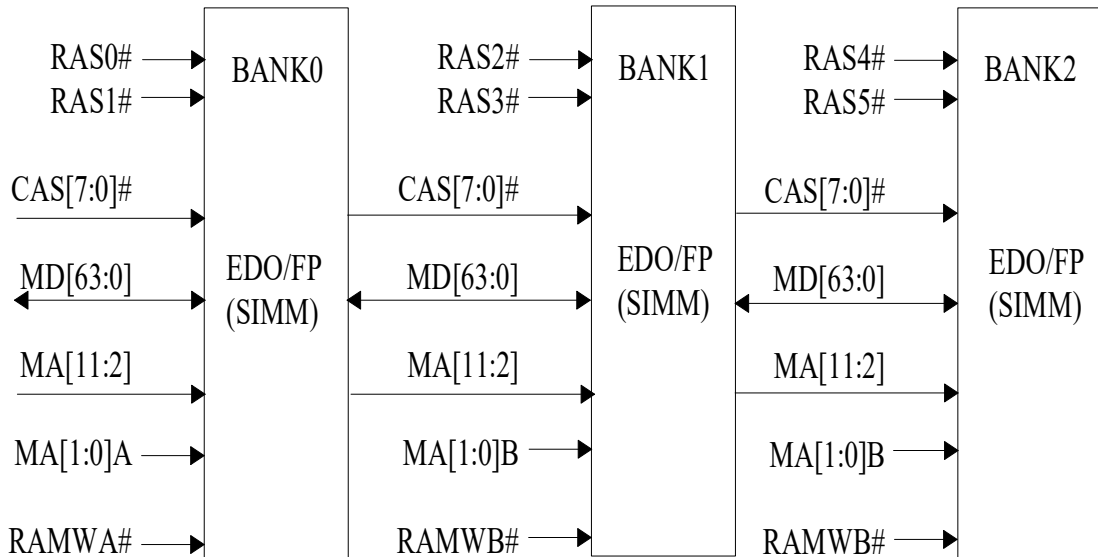 RAS0#
BANK0
RAS2#
BANK1
RAS4#
BANK2
RAS1#
RAS3#
RAS5#
CAS[7:0]#
CAS[7:0]#
CAS[7:0]#
MD[63:0]
EDO/FP
MD[63:0]
EDO/FP
MD[63:0]
EDO/FP
(SIMM)
(SIMM)
(SIMM)
MA[11:2]
MA[11:2]
MA[11:2]
MA[1:0]A
MA[1:0]B
MA[1:0]B
RAMWA#
RAMWB#
RAMWB#